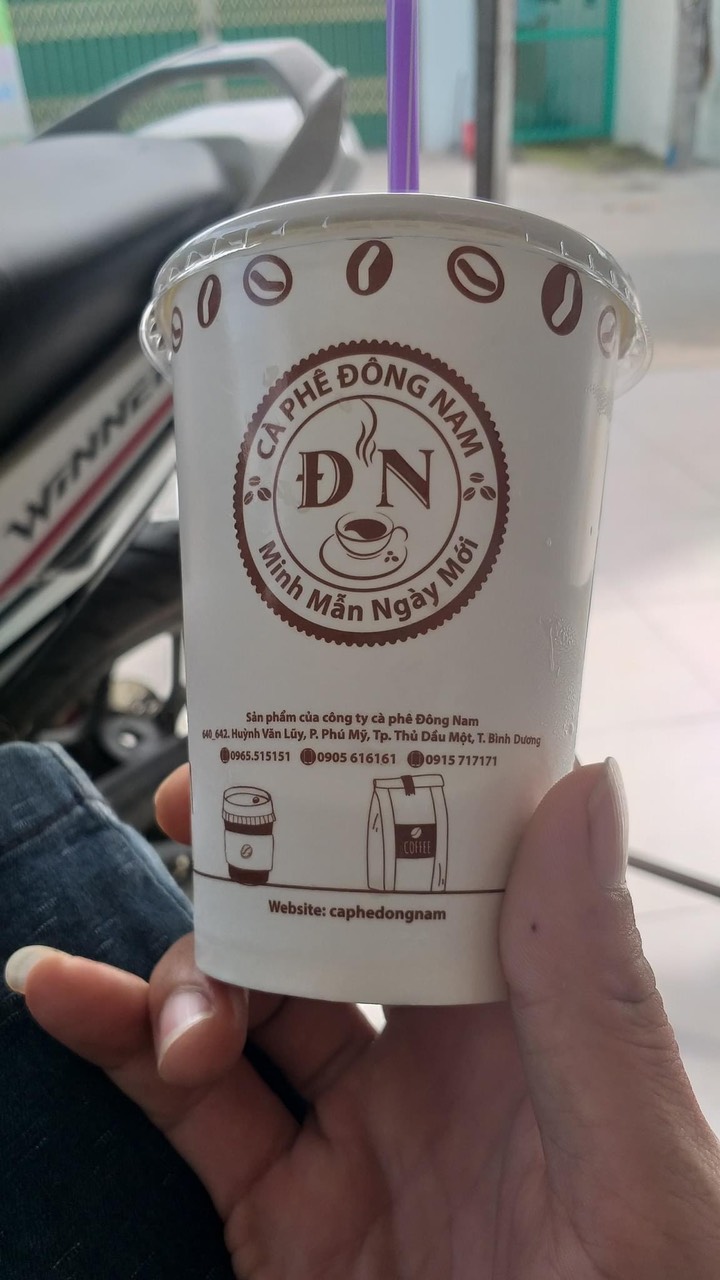 WINNE
CÀ PHÊ ĐÔNG NAM
Đ N
Minh Mẫn Ngày Mới
Sản phẩm của công ty cà phê Đông Nam
640_642. Huỳnh Văn Lũy, P. Phú Mỹ, Tp. Thủ Dầu Một, T. Bình Dương
0965.515151 0905 616161 0915 717171
COFFEE
Website: caphedongnam